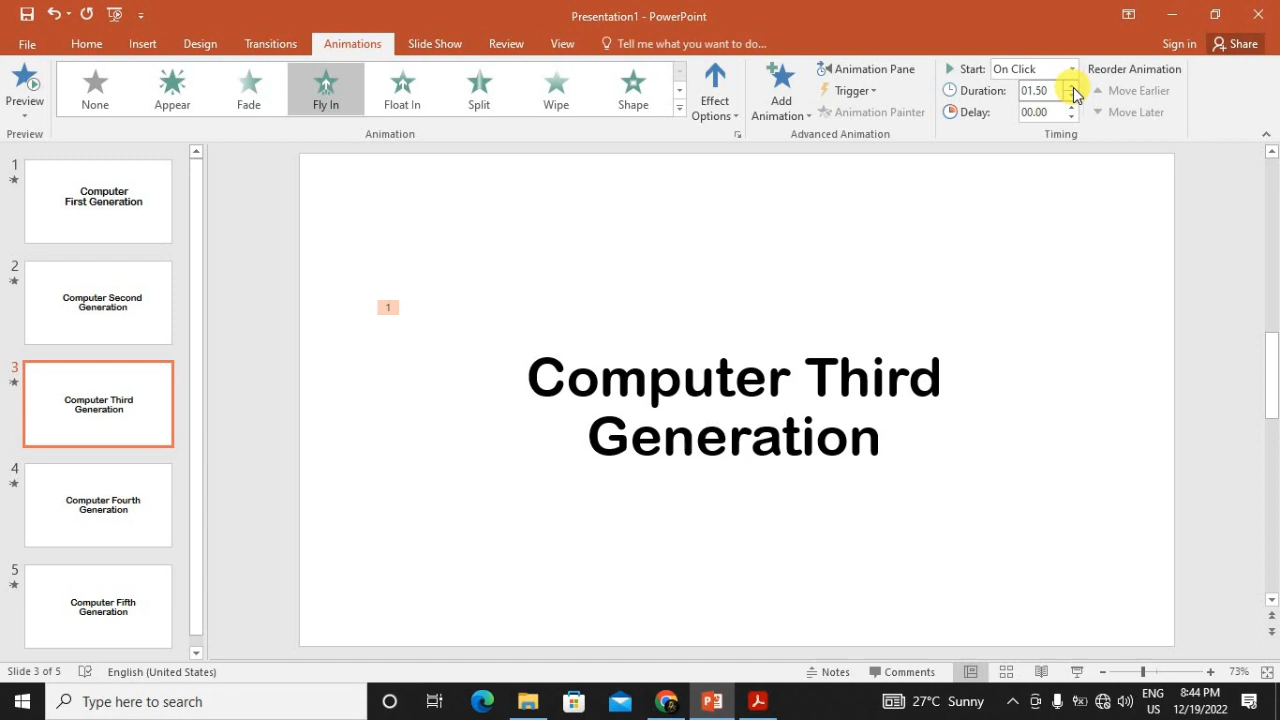 Presentation1 - PowerPoint
File Home Insert Design Transitions Animations Slide Show Review View Tell me what you want to do... Sign in Share
Preview
Preview
None
Appear
Fade
Fly In
Float In
Split
Wipe
Shape
Animation
Effect
Options
Add
Animation
Animation Pane
Trigger
Animation Painter
Advanced Animation
Start: On Click
Duration: 01.50
Delay: 00.00
Reorder Animation
Move Earlier
Move Later
Timing
1
Computer
First Generation
2
Computer Second
Generation
3
Computer Third
Generation
4
Computer Fourth
Generation
5
Computer Fifth
Generation
1
Computer Third
Generation
Slide 3 of 5 English (United States) Notes Comments 73%
Type here to search
27°C Sunny
ENG
US
8:44 PM
12/19/2022